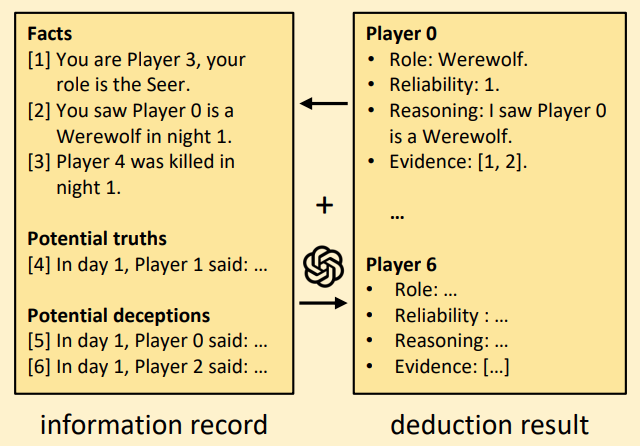 Facts
[1] You are Player 3, your
role is the Seer.
[2] You saw Player 0 is a
Werewolf in night 1.
[3] Player 4 was killed in
night 1.
Potential truths
[4] In day 1, Player 1 said: ...
Potential deceptions
[5] In day 1, Player 0 said: ...
[6] In day 1, Player 2 said: ...
information record
+
Player 0
• Role: Werewolf.
• Reliability: 1.
• Reasoning: I saw Player 0
is a Werewolf.
• Evidence: [1, 2].
...
Player 6
• Role: ...
• Reliability : ...
• Reasoning: ...
• Evidence: [...]
deduction result